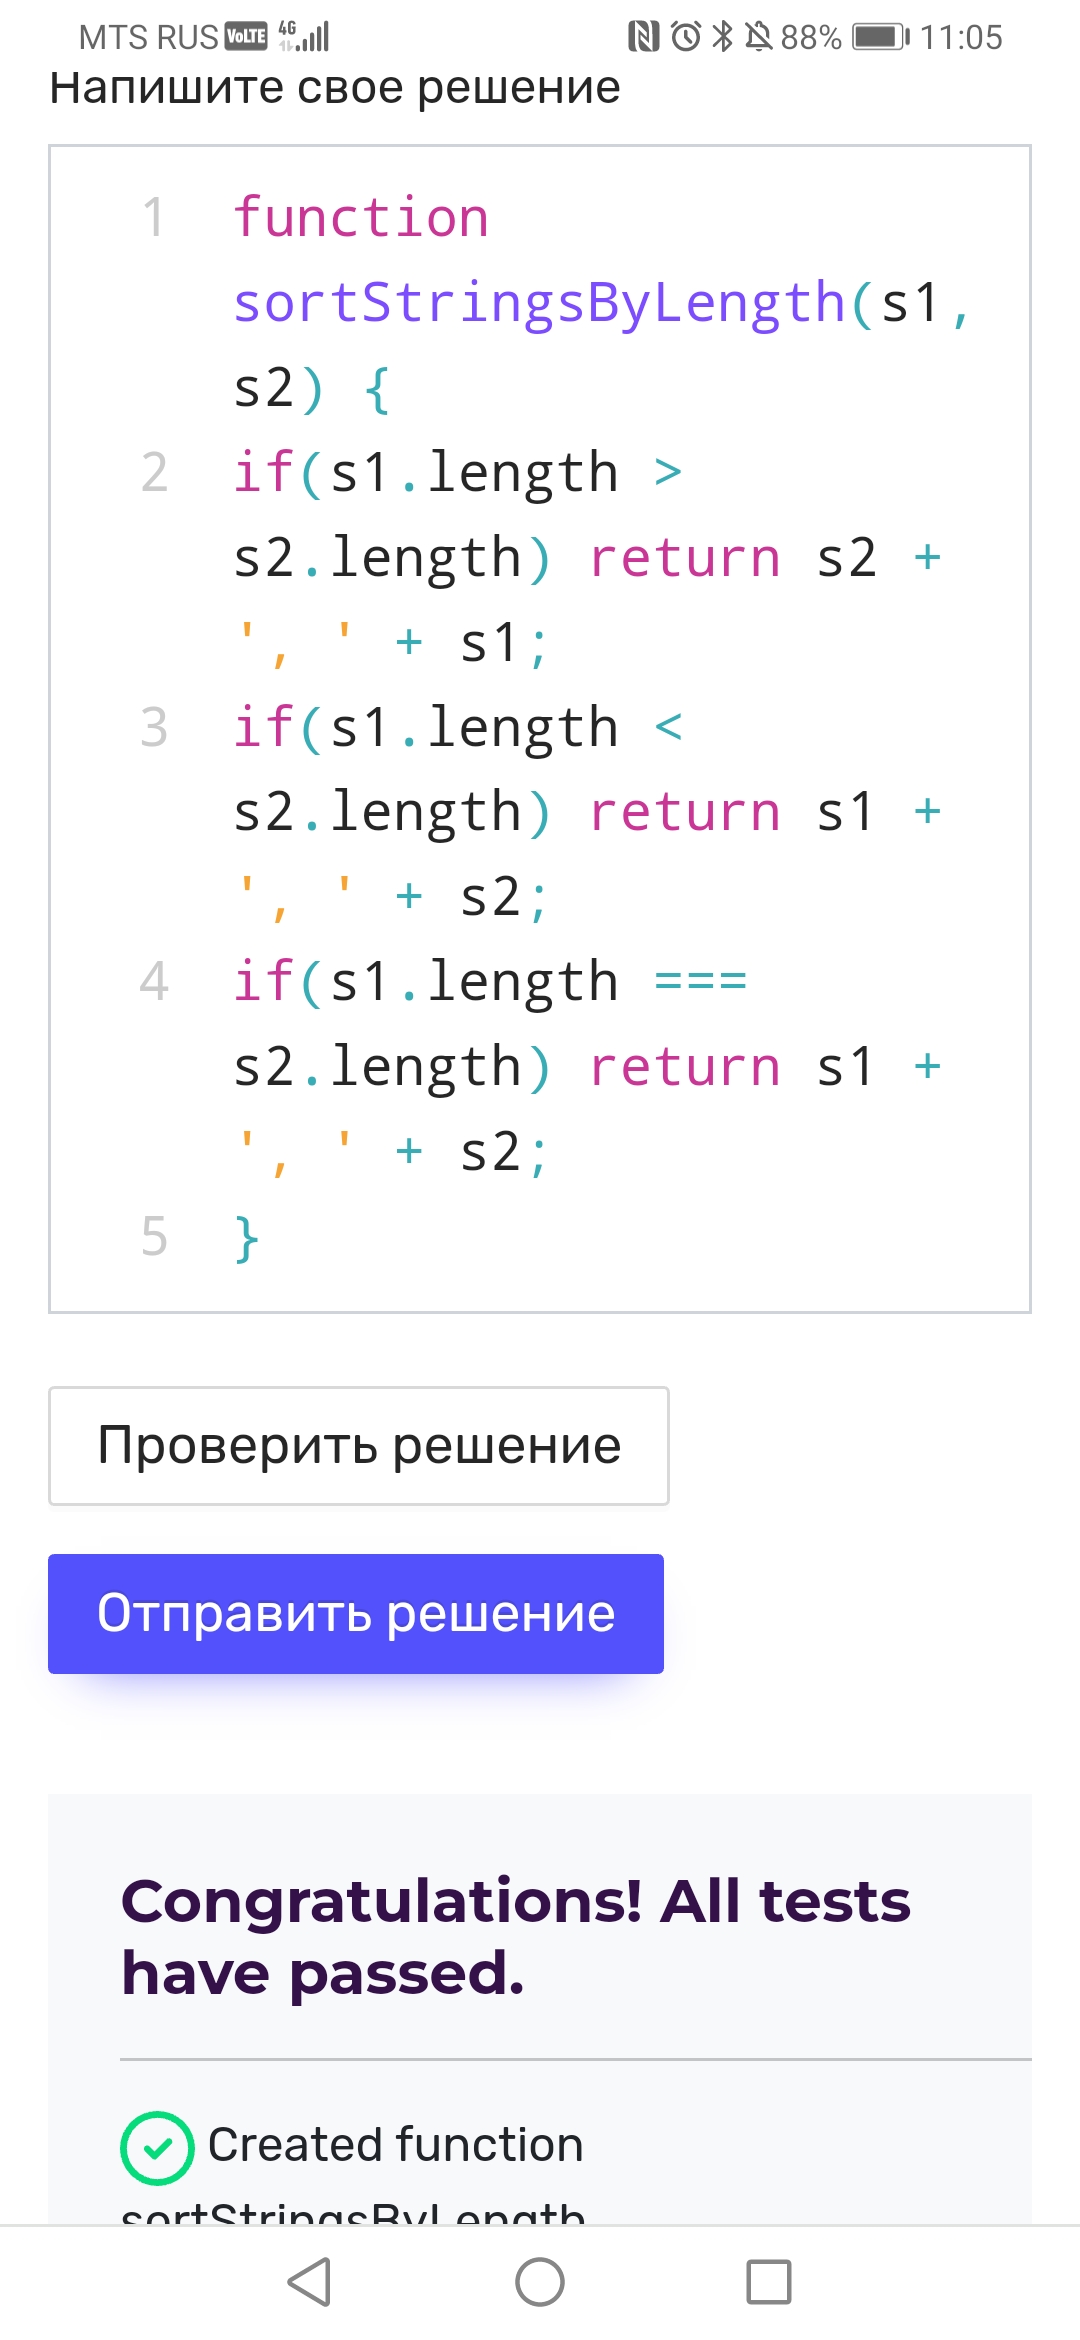 MTS RUS VoLTE 4G 88% 11:05
Напишите свое решение
1 function
sortStringsByLength(s1,
s2) {
2 if(s1.length >
s2.length) return s2 +
', ' + s1;
3 if(s1.length <
s2.length) return s1 +
', ' + s2;
4 if(s1.length ===
s2.length) return s1 +
', ' + s2;
5 }
Проверить решение
Отправить решение
Congratulations! All tests
have passed.
Created function
sortStringsByLength